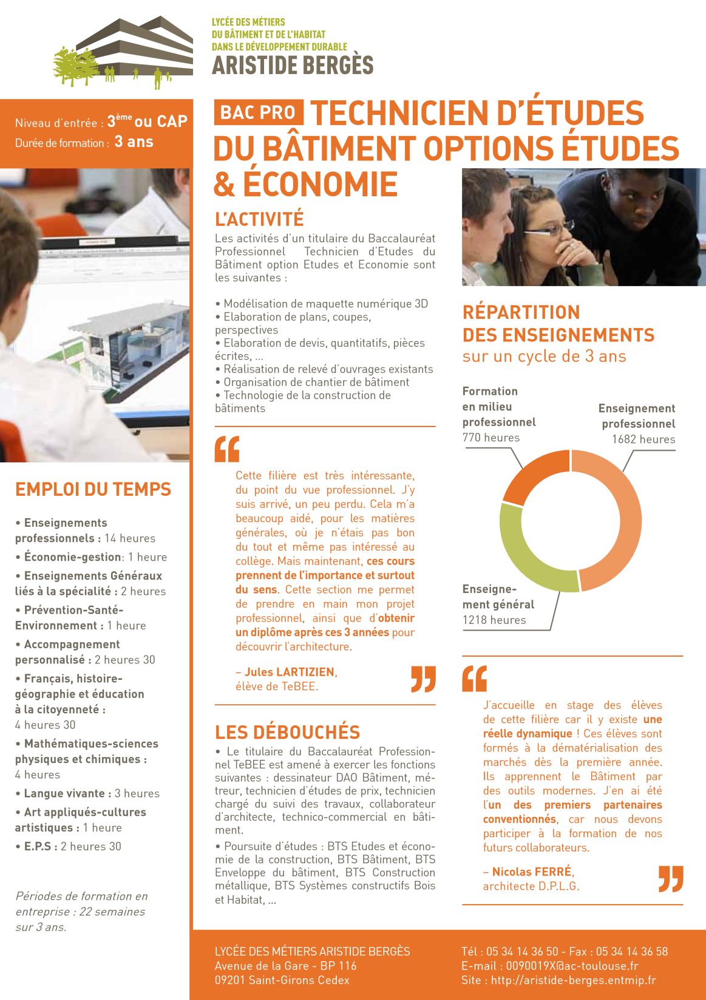 LYCÉE DES MÉTIERS
DU BÂTIMENT ET DE L'HABITAT
DANS LE DÉVELOPPEMENT DURABLE
ARISTIDE BERGÈS
Niveau d'entrée : 3ème ou CAP
Durée de formation : 3 ans
BAC PRO TECHNICIEN D'ÉTUDES
DU BÂTIMENT OPTIONS ÉTUDES
& ÉCONOMIE
EMPLOI DU TEMPS
• Enseignements
professionnels : 14 heures
• Économie-gestion: 1 heure
• Enseignements Généraux
liés à la spécialité : 2 heures
• Prévention-Santé-
Environnement : 1 heure
• Accompagnement
personnalisé : 2 heures 30
• Français, histoire-
géographie et éducation
à la citoyenneté :
4 heures 30
• Mathématiques-sciences
physiques et chimiques :
4 heures
• Langue vivante : 3 heures
• Art appliqués-cultures
artistiques : 1 heure
• E.P.S : 2 heures 30
Périodes de formation en
entreprise : 22 semaines
sur 3 ans.
L'ACTIVITÉ
Les activités d'un titulaire du Baccalauréat
Professionnel Technicien d'Etudes du
Bâtiment option Etudes et Economie sont
les suivantes :
• Modélisation de maquette numérique 3D
• Elaboration de plans, coupes,
perspectives
• Elaboration de devis, quantitatifs, pièces
écrites, ...
• Réalisation de relevé d'ouvrages existants
• Organisation de chantier de bâtiment
• Technologie de la construction de
bâtiments
“
Cette filière est très intéressante,
du point du vue professionnel. J'y
suis arrivé, un peu perdu. Cela m'a
beaucoup aidé, pour les matières
générales, où je n'étais pas bon
du tout et même pas intéressé au
collège. Mais maintenant, ces cours
prennent de l'importance et surtout
du sens. Cette section me permet
de prendre en main mon projet
professionnel, ainsi que d'obtenir
un diplôme après ces 3 années pour
découvrir l'architecture.
– Jules LARTIZIEN,
élève de TeBEE.
”
LES DÉBOUCHÉS
• Le titulaire du Baccalauréat Profession-
nel TeBEE est amené à exercer les fonctions
suivantes : dessinateur DAO Bâtiment, mé-
treur, technicien d'études de prix, technicien
chargé du suivi des travaux, collaborateur
d'architecte, technico-commercial en bâti-
ment.
• Poursuite d'études : BTS Etudes et écono-
mie de la construction, BTS Bâtiment, BTS
Enveloppe du bâtiment, BTS Construction
métallique, BTS Systèmes constructifs Bois
et Habitat, ...
RÉPARTITION
DES ENSEIGNEMENTS
sur un cycle de 3 ans
Formation
en milieu
professionnel
770 heures
Enseignement
professionnel
1682 heures
Enseigne-
ment général
1218 heures
“
J'accueille en stage des élèves
de cette filière car il y existe une
réelle dynamique ! Ces élèves sont
formés à la dématérialisation des
marchés dès la première année.
Ils apprennent le Bâtiment par
des outils modernes. J'en ai été
l'un des premiers partenaires
conventionnés, car nous devons
participer à la formation de nos
futurs collaborateurs.
– Nicolas FERRÉ,
architecte D.P.L.G.
”
LYCÉE DES MÉTIERS ARISTIDE BERGÈS
Avenue de la Gare - BP 116
09201 Saint-Girons Cedex
Tél : 05 34 14 36 50 - Fax : 05 34 14 36 58
E-mail : 0090019X@ac-toulouse.fr
Site : http://aristide-berges.entmip.fr